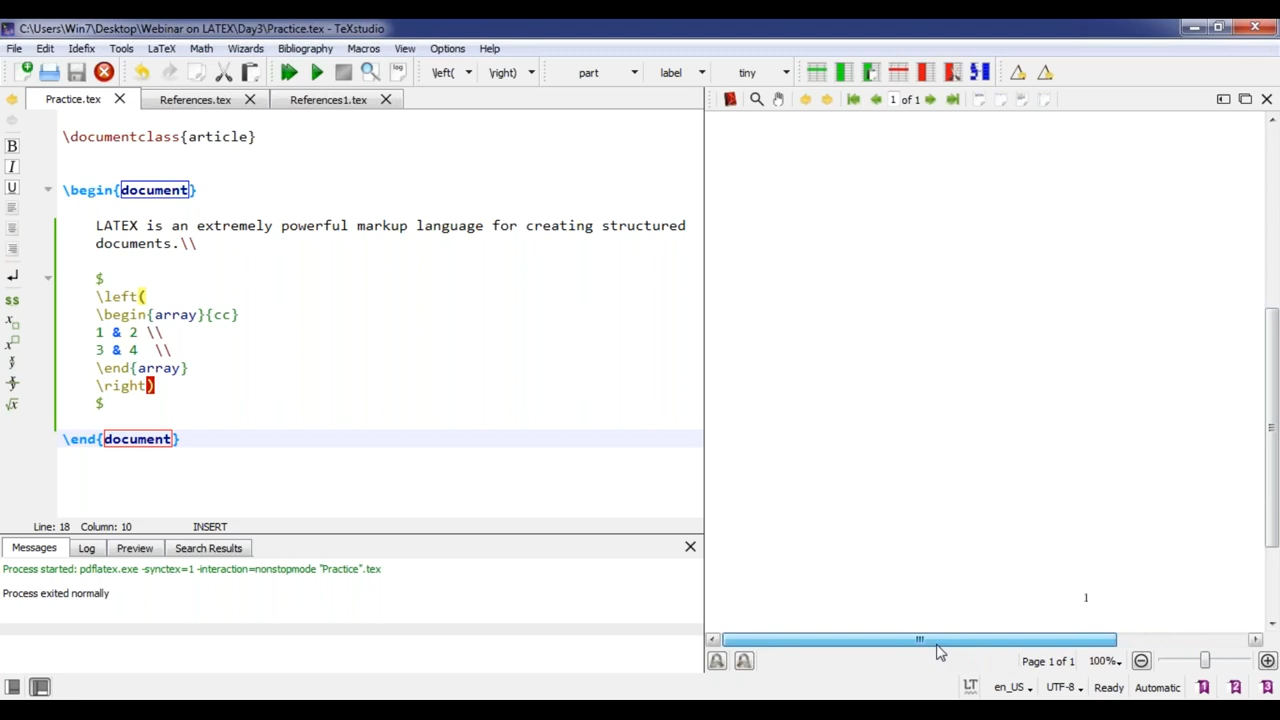 C:\Users\Win7\Desktop\Webinar on LATEX\Day3\Practice.tex - TeXstudio
File Edit Idefix Tools LaTeX Math Wizards Bibliography Macros View Options Help
\left( \right) part label tiny
Practice.tex References.tex References1.tex
1 of 1
\documentclass{article}
\begin{document}
LATEX is an extremely powerful markup language for creating structured
documents.\\
$
\left(
\begin{array}{cc}
1 & 2 \\
3 & 4 \\
\end{array}
\right)
$
\end{document}
Line: 18 Column: 10 INSERT
Messages Log Preview Search Results
Process started: pdflatex.exe -synctex=1 -interaction=nonstopmode "Practice".tex
Process exited normally
1
Page 1 of 1 100%
LT en_US UTF-8 Ready Automatic 1 2 3